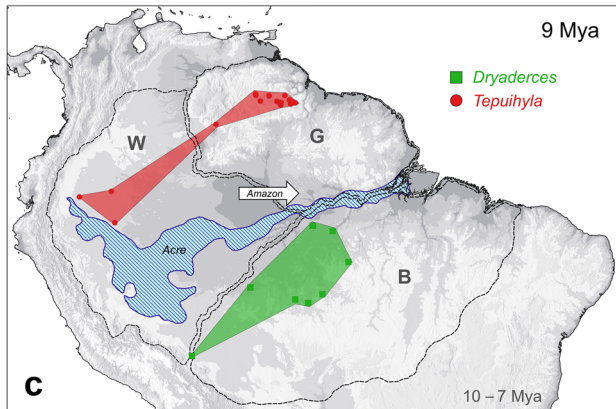 9 Mya
Dryaderces
Tepuihyla
W
G
Amazon
Acre
B
C
10 – 7 Mya